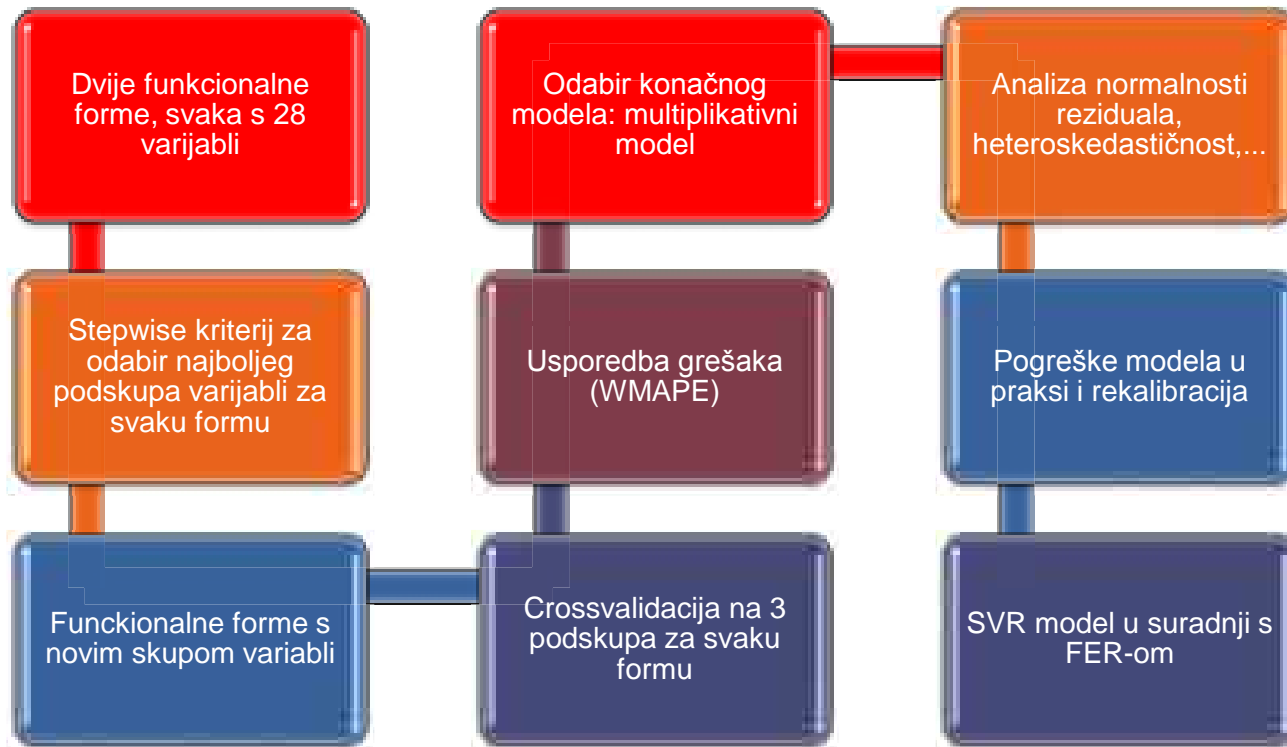 Dvije funkcionalne
forme, svaka s 28
varijabli
Stepwise kriterij za
odabir najboljeg
podskupa varijabli za
svaku formu
Funckionalne forme s
novim skupom variabli
Crossvalidacija na 3
podskupa za svaku
formu
Usporedba grešaka
(WMAPE)
Odabir konačnog
modela: multiplikativni
model
Analiza normalnosti
reziduala,
heteroskedastičnost,...
Pogreške modela u
praksi i rekalibracija
SVR model u suradnji s
FER-om